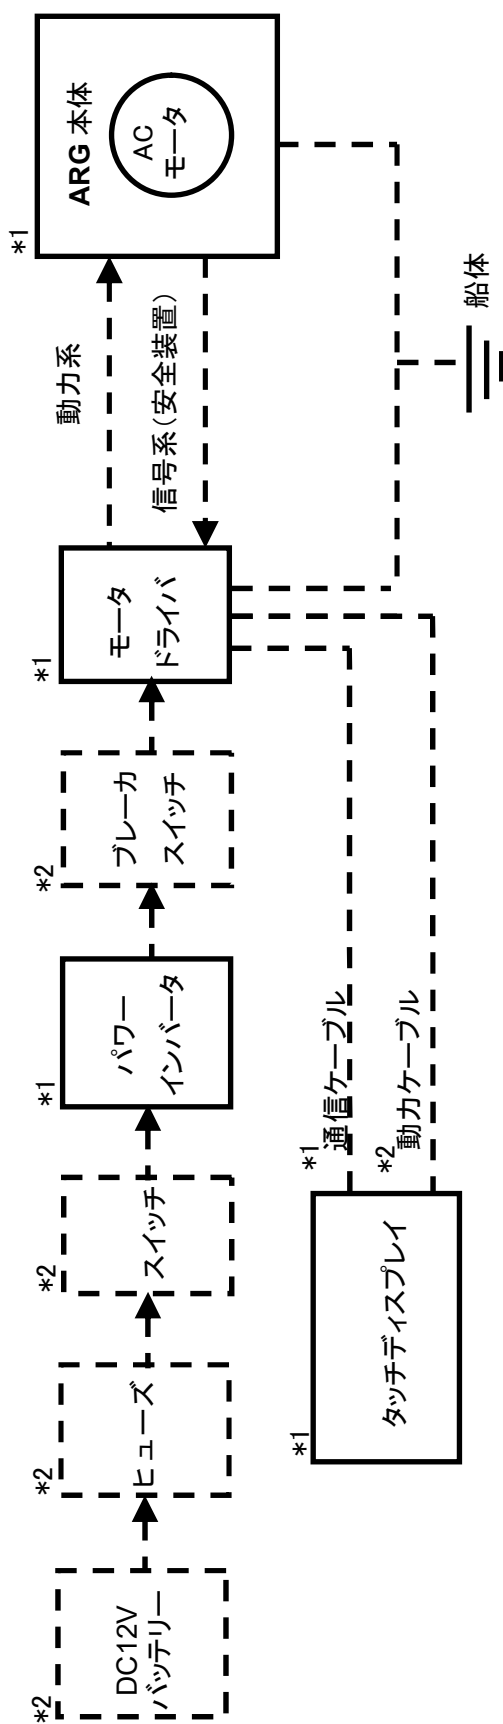 *2
DC12V
バッテリー
*2
ヒューズ
*2
スイッチ
*1
パワー
インバータ
*2
ブレーカ
スイッチ
*1
モータ
ドライバ
動力系
信号系(安全装置)
*1
ARG 本体
AC
モータ
*1
タッチディスプレイ
*1
通信ケーブル
*2
動力ケーブル
船体